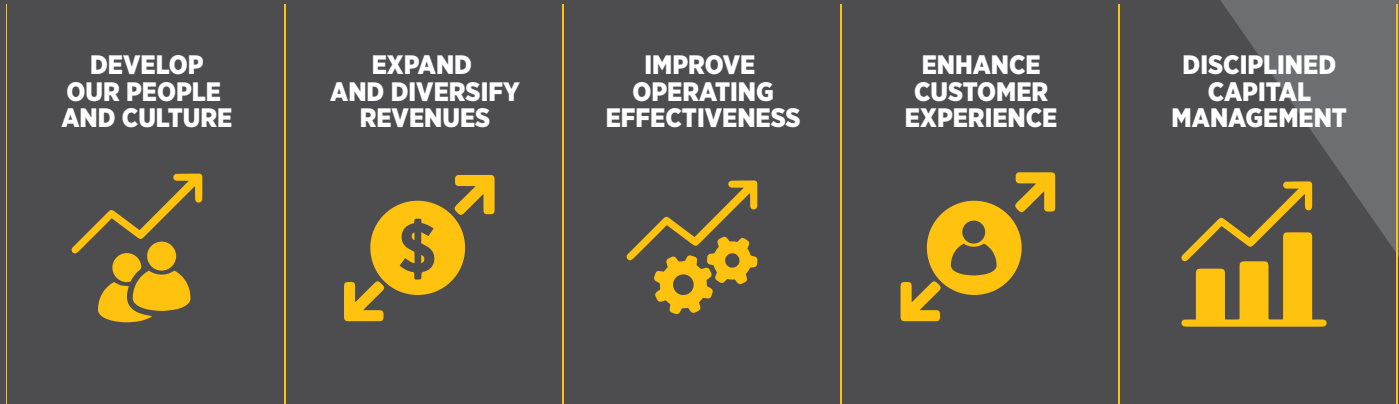 DEVELOP
OUR PEOPLE
AND CULTURE
EXPAND
AND DIVERSIFY
REVENUES
IMPROVE
OPERATING
EFFECTIVENESS
ENHANCE
CUSTOMER
EXPERIENCE
DISCIPLINED
CAPITAL
MANAGEMENT
$